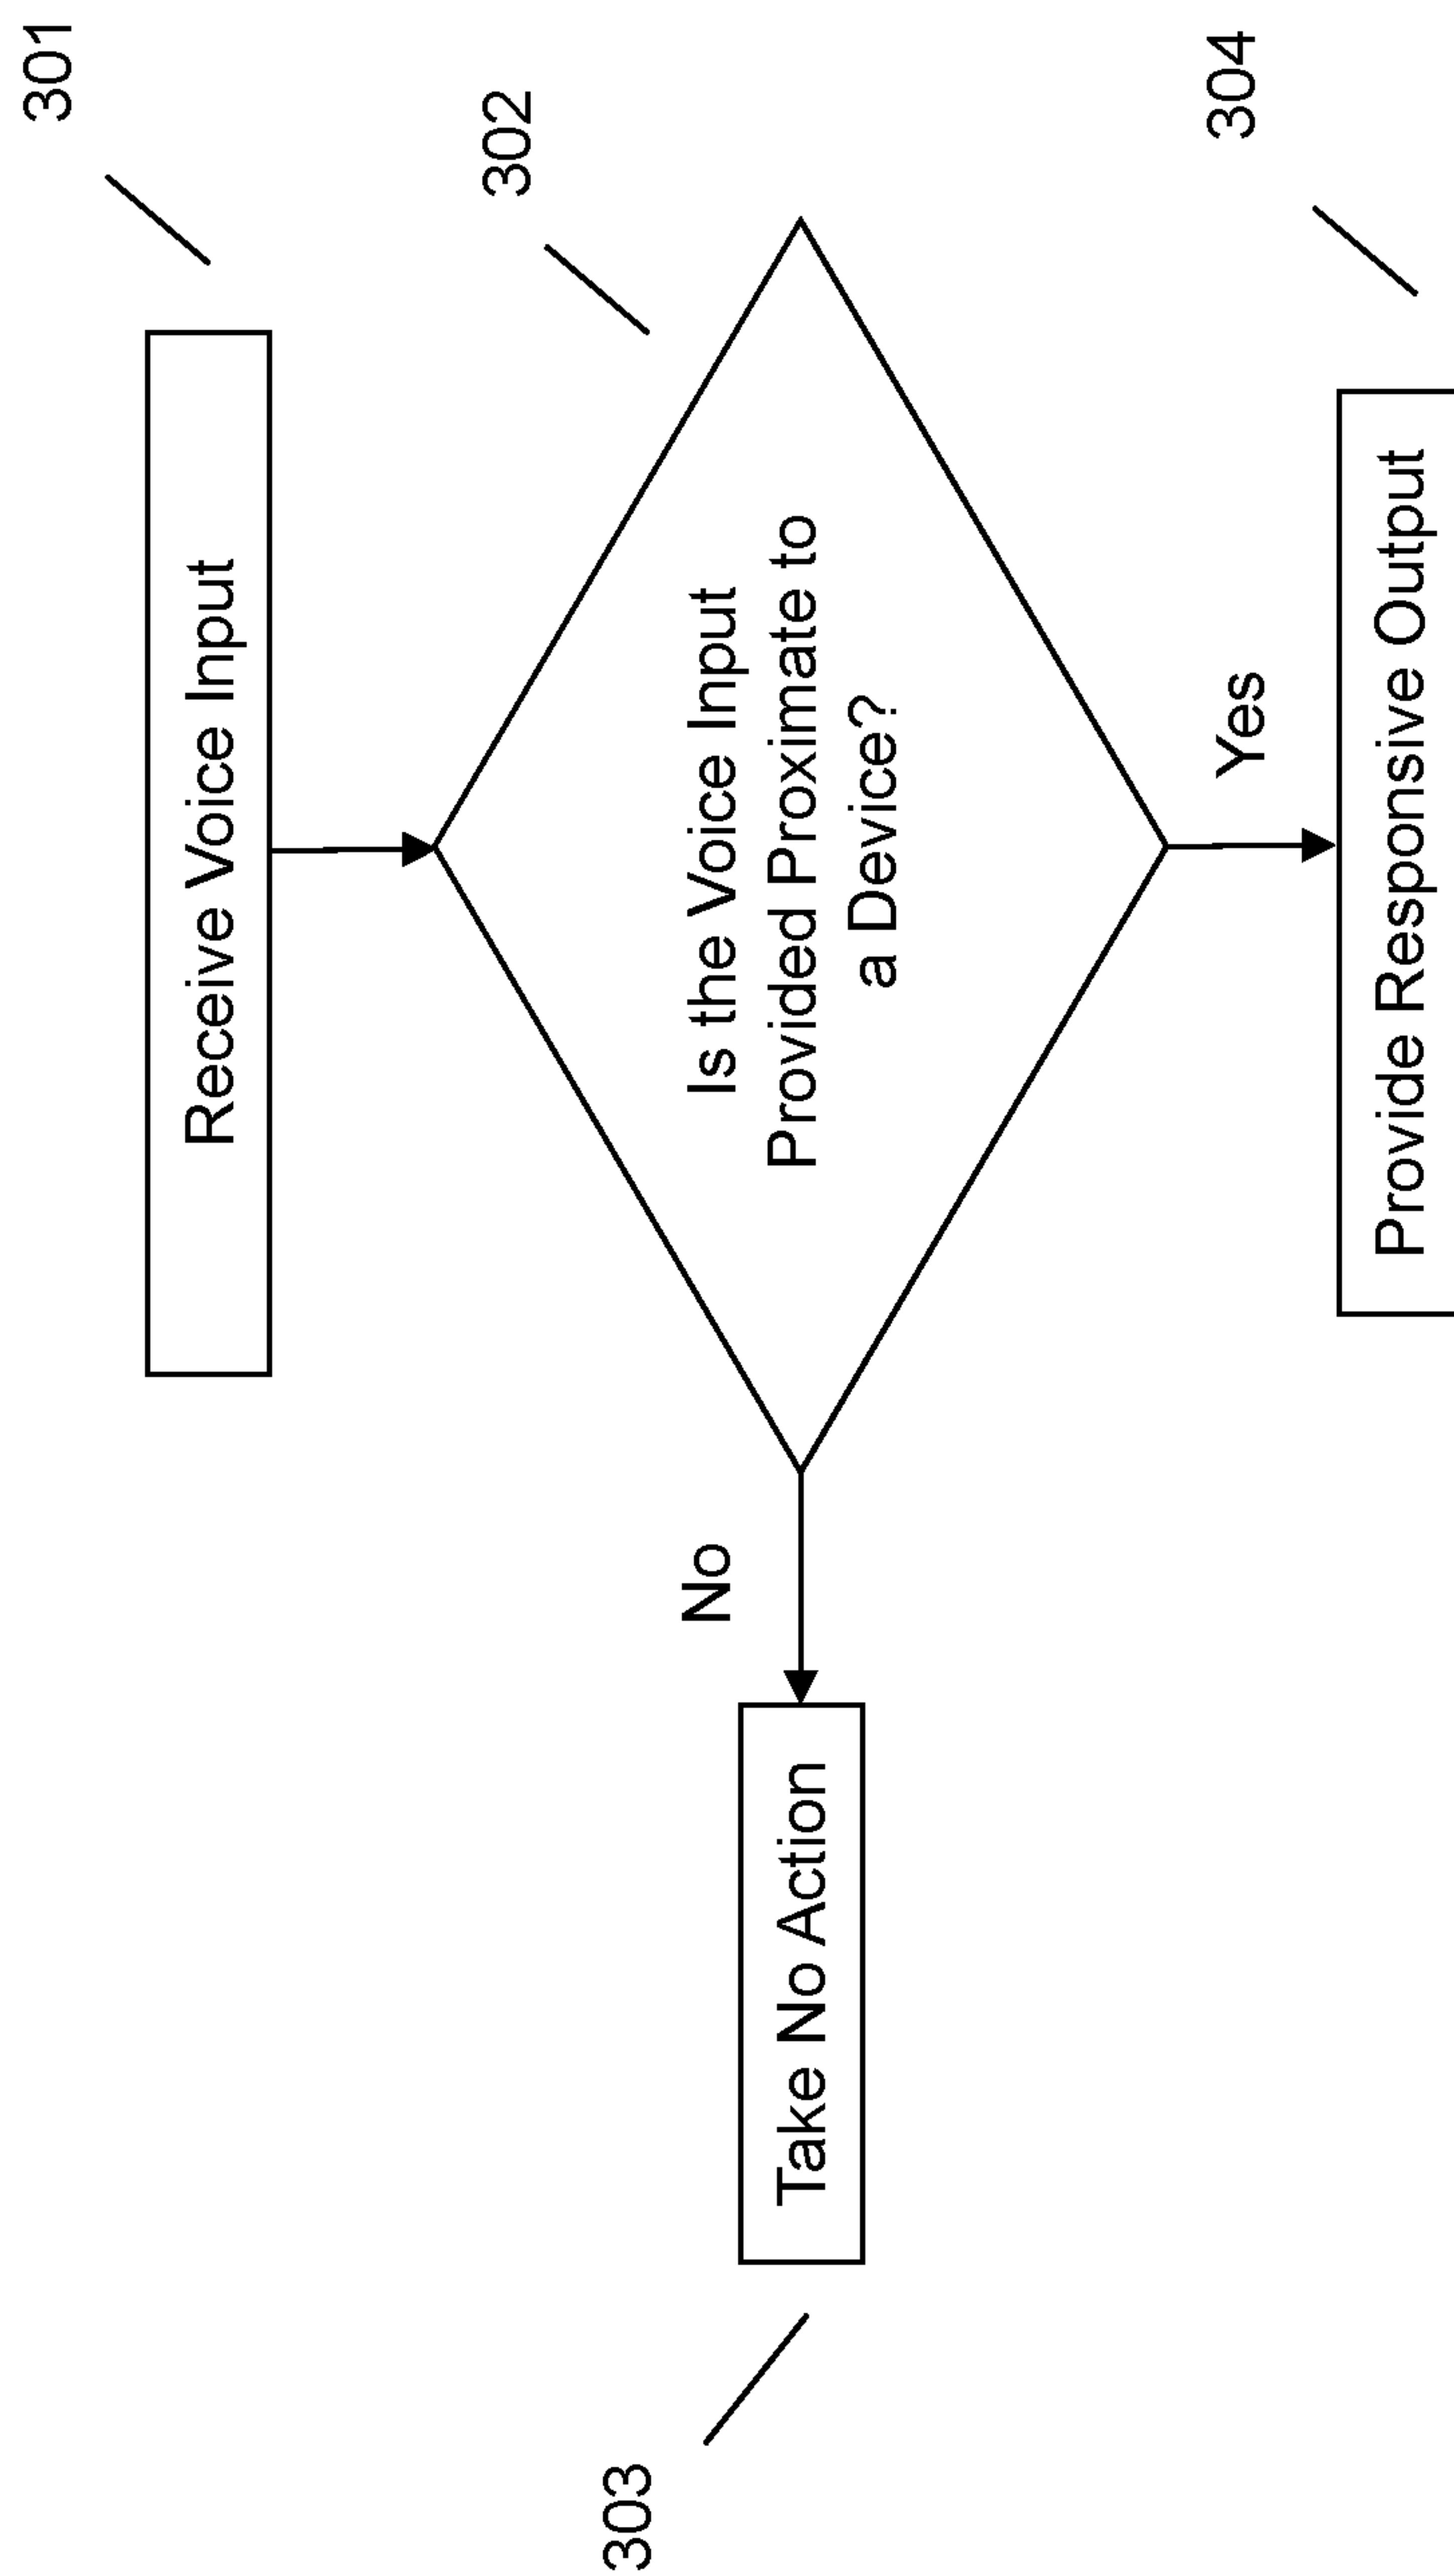 301
Receive Voice Input
302
Is the Voice Input
Provided Proximate to
a Device?
No
Take No Action
303
Yes
304
Provide Responsive Output